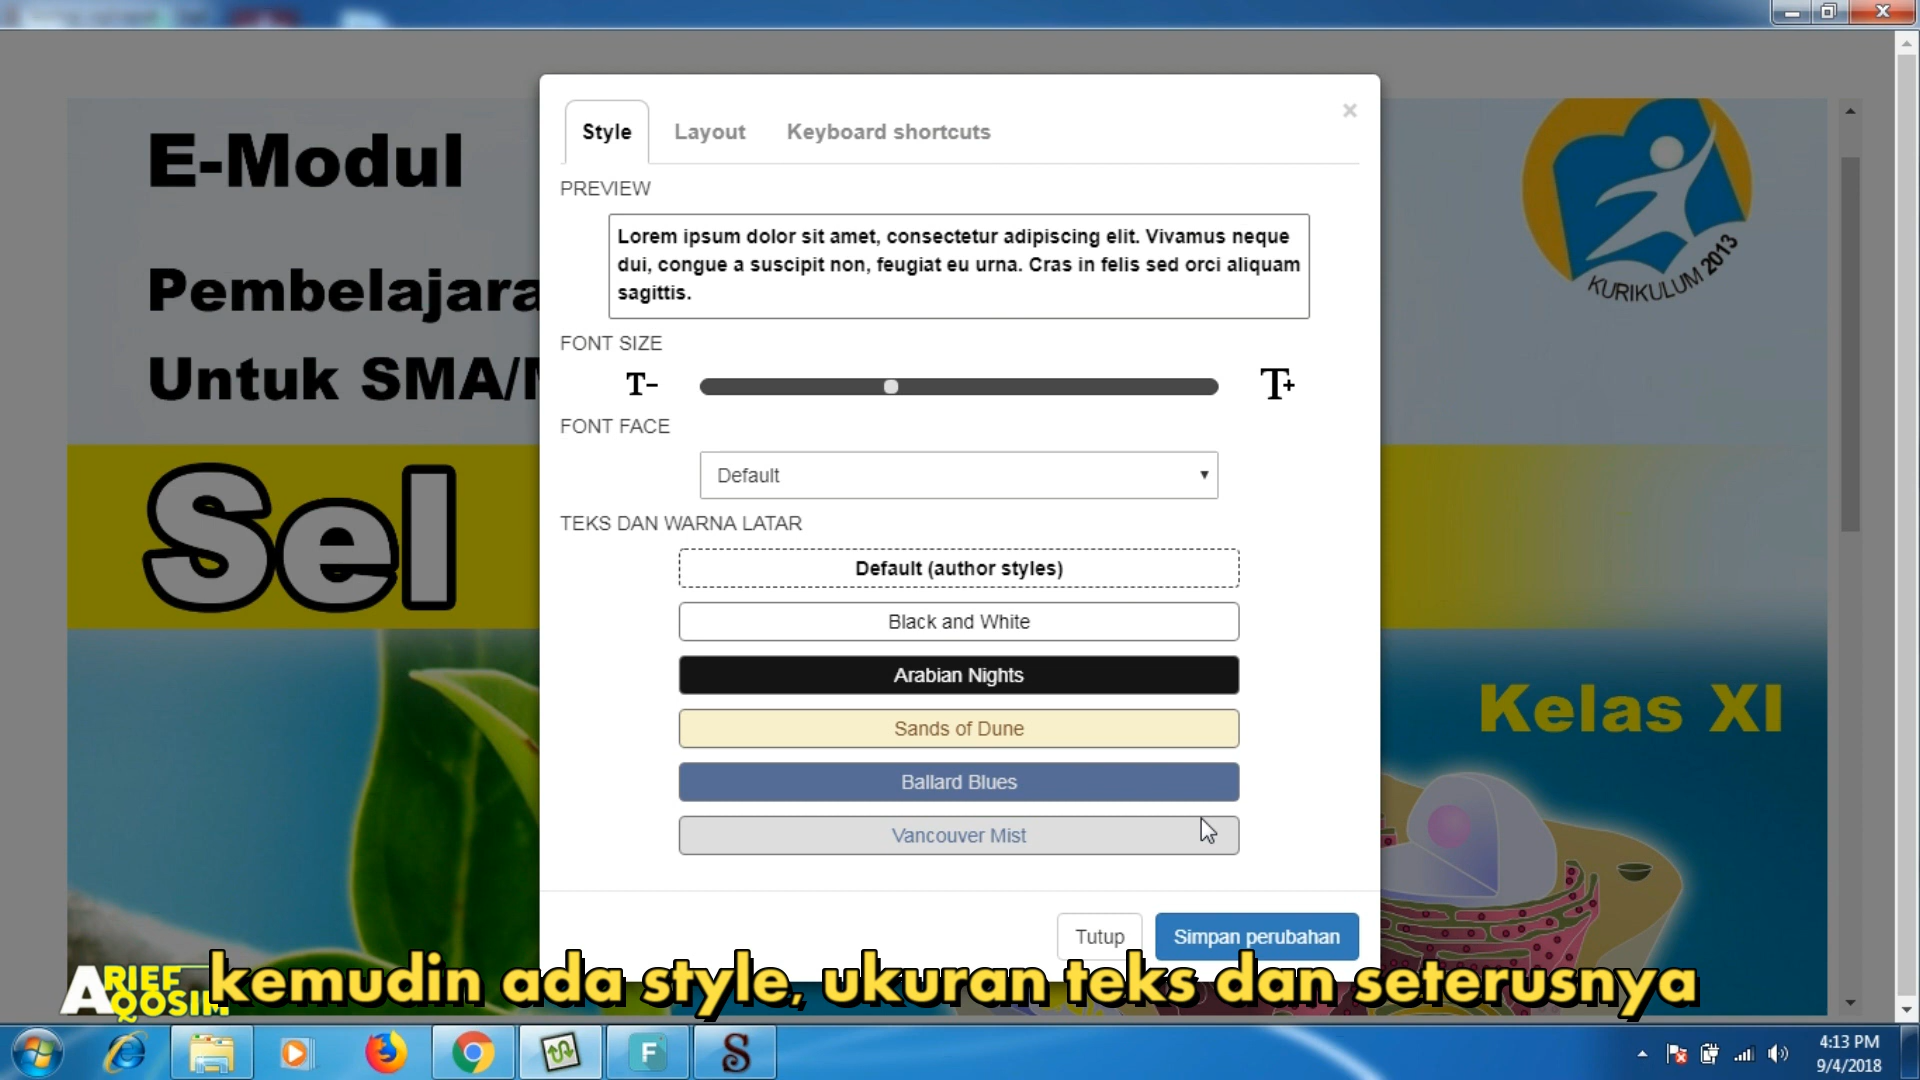 E-Modul
Pembelajara
Untuk SMA/
Sel
KURIKULUM 2013
Kelas XI
Style
Layout
Keyboard shortcuts
×
PREVIEW
Lorem ipsum dolor sit amet, consectetur adipiscing elit. Vivamus neque
dui, congue a suscipit non, feugiat eu urna. Cras in felis sed orci aliquam
sagittis.
FONT SIZE
T-
T+
FONT FACE
Default
TEKS DAN WARNA LATAR
Default (author styles)
Black and White
Arabian Nights
Sands of Dune
Ballard Blues
Vancouver Mist
Tutup
Simpan perubahan
ARIEF
AQOSIM
kemudin ada style, ukuran teks dan seterusnya
F
S
4:13 PM
9/4/2018